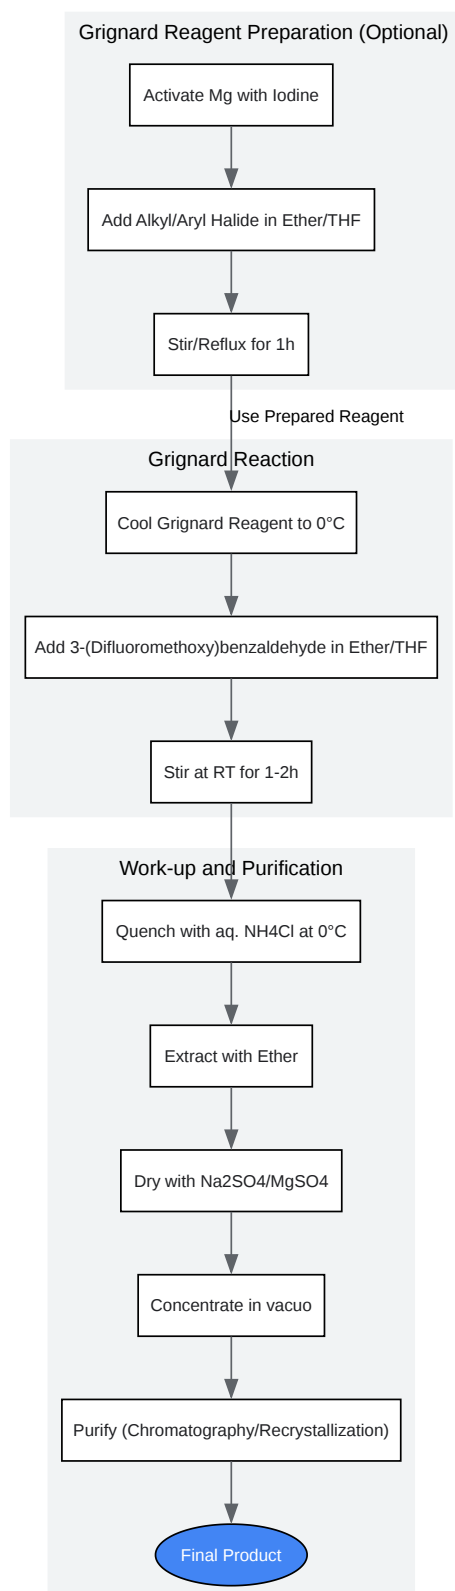 Grignard Reagent Preparation (Optional)
Activate Mg with Iodine
Add Alkyl/Aryl Halide in Ether/THF
Stir/Reflux for 1h
Use Prepared Reagent
Grignard Reaction
Cool Grignard Reagent to 0°C
Add 3-(Difluoromethoxy)benzaldehyde in Ether/THF
Stir at RT for 1-2h
Work-up and Purification
Quench with aq. NH4Cl at 0°C
Extract with Ether
Dry with Na2SO4/MgSO4
Concentrate in vacuo
Purify (Chromatography/Recrystallization)
Final Product